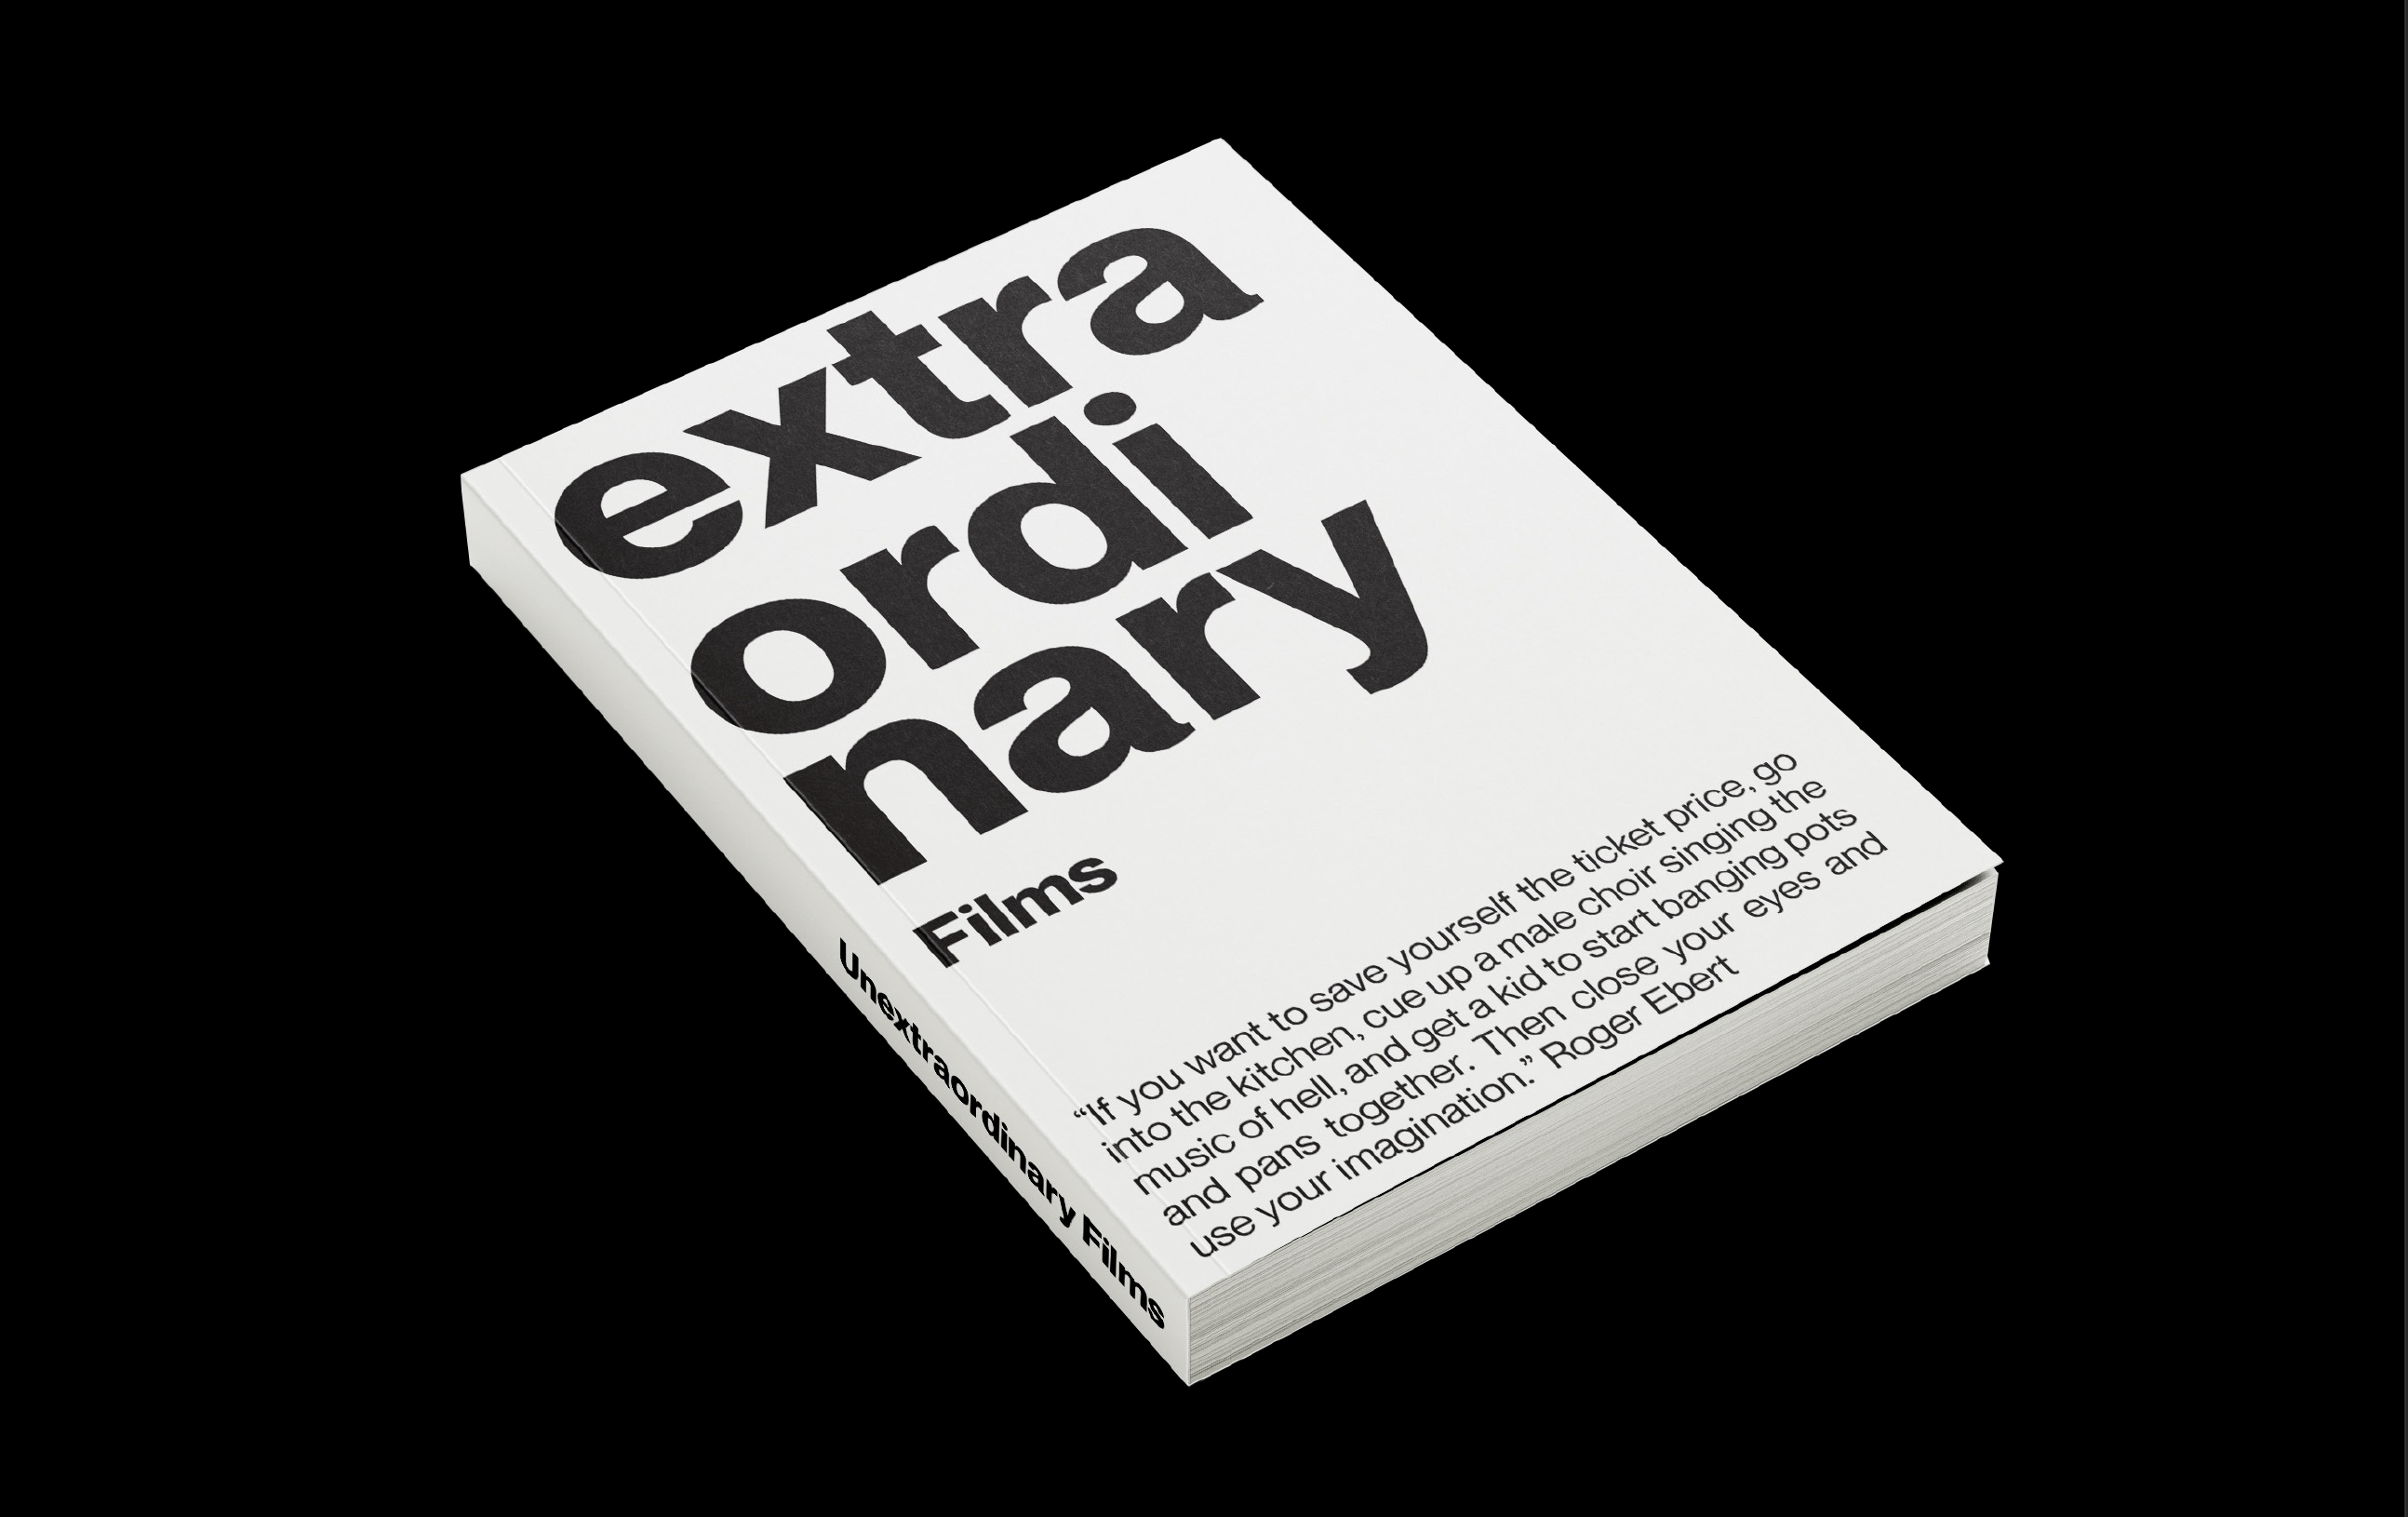 extra
ordi
nary
Films
“If you want to save yourself the ticket price, go
into the kitchen, cue up a male choir singing the
music of hell, and get a kid to start banging pots
and pans together. Then close your eyes and
use your imagination.” Roger Ebert
Unextraordinary Films